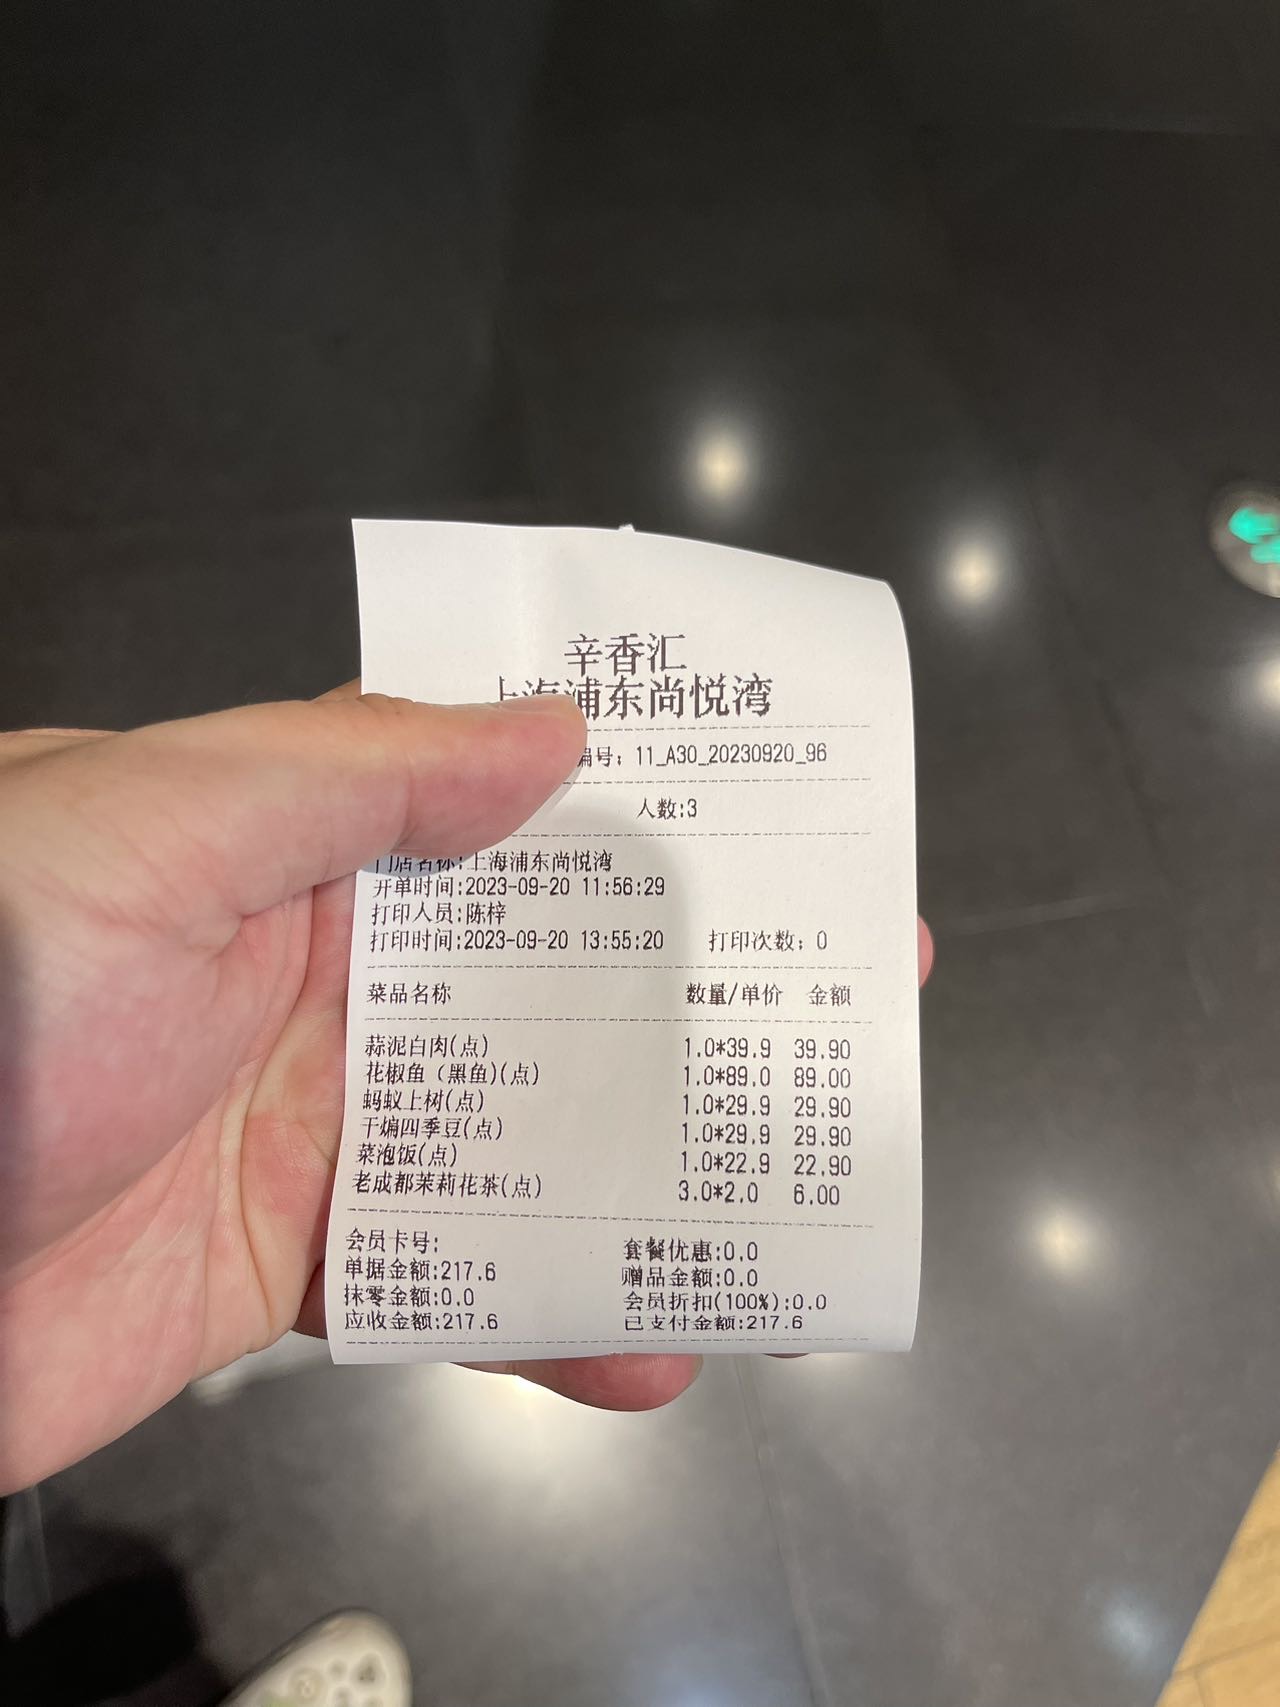 辛香汇
上海浦东尚悦湾
编号：11_A30_20230920_96
人数:3
门店名称:上海浦东尚悦湾
开单时间:2023-09-20 11:56:29
打印人员:陈梓
打印时间:2023-09-20 13:55:20 打印次数：0
菜品名称 数量/单价 金额
蒜泥白肉(点) 1.0*39.9 39.90
花椒鱼（黑鱼)(点) 1.0*89.0 89.00
蚂蚁上树(点) 1.0*29.9 29.90
干煸四季豆(点) 1.0*29.9 29.90
菜泡饭(点) 1.0*22.9 22.90
老成都茉莉花茶(点) 3.0*2.0 6.00
会员卡号: 套餐优惠:0.0
单据金额:217.6 赠品金额:0.0
抹零金额:0.0 会员折扣(100%):0.0
应收金额:217.6 已支付金额:217.6